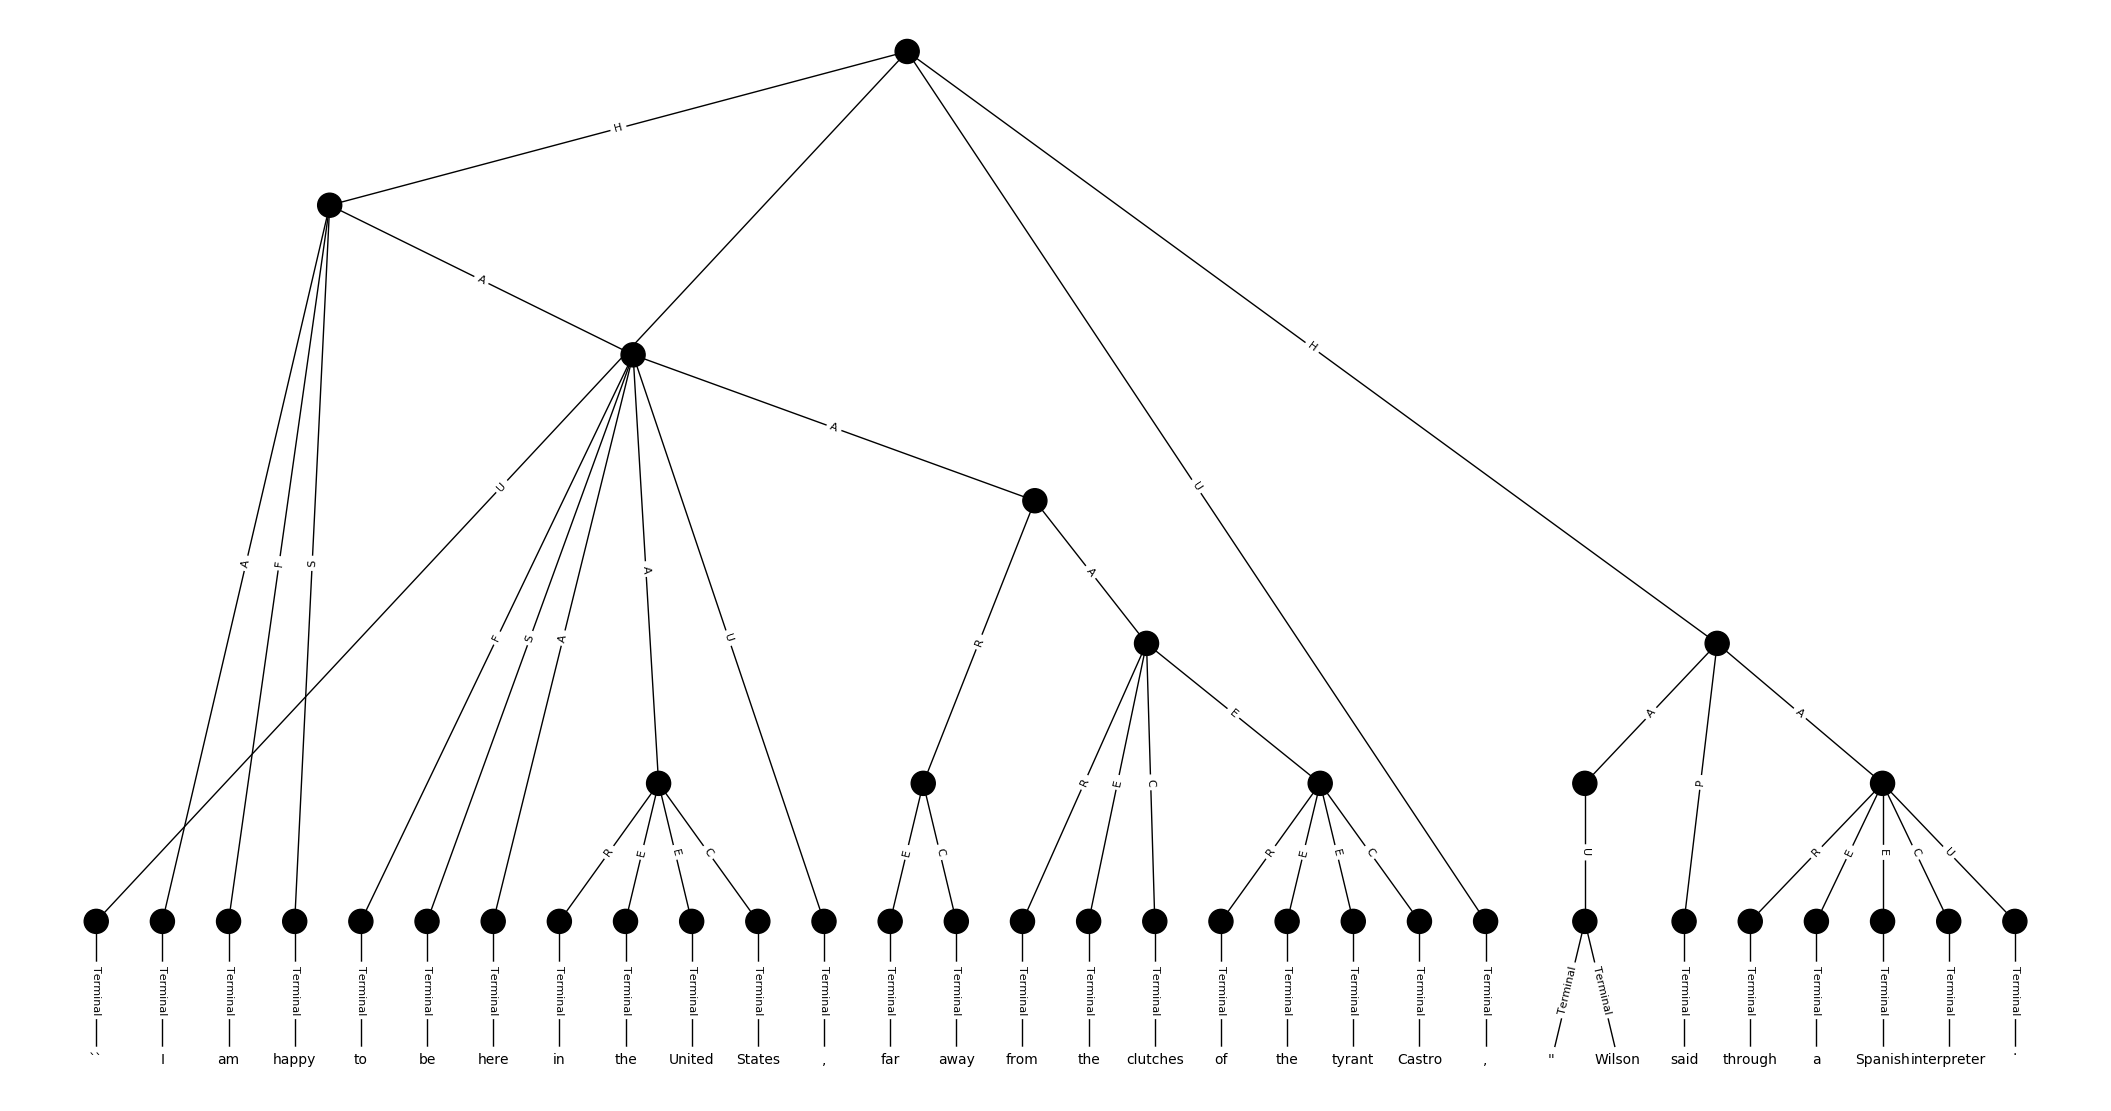 H
A
H
A
U
U
A
F
S
A
R
A
F
S
A
U
E
A
P
A
R
E
C
R
E
E
C
E
C
R
E
E
C
U
R
E
E
C
U
Terminal Terminal Terminal Terminal Terminal Terminal Terminal Terminal Terminal Terminal Terminal Terminal Terminal Terminal Terminal Terminal Terminal Terminal Terminal Terminal Terminal Terminal Terminal Terminal Terminal Terminal Terminal Terminal Terminal Terminal
`` I am happy to be here in the United States , far away from the clutches of the tyrant Castro , " Wilson said through a Spanish interpreter .